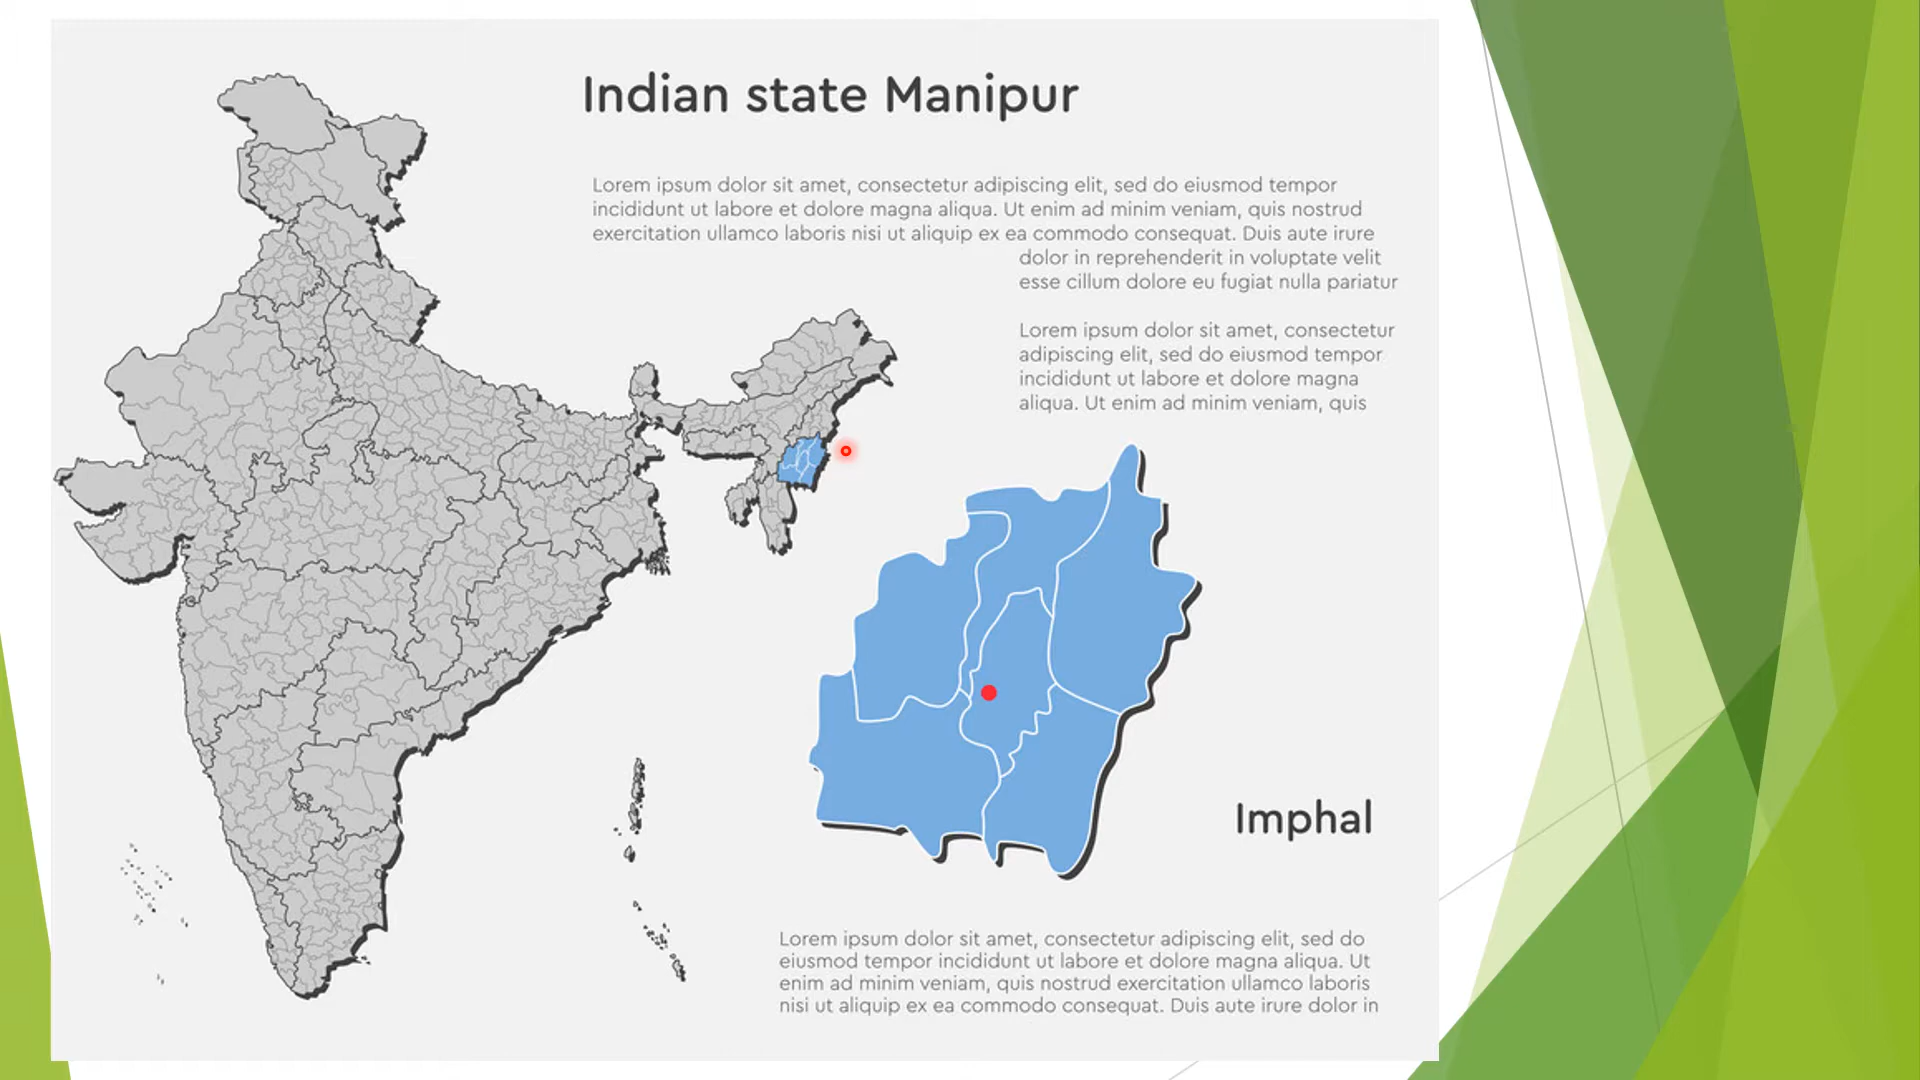 Indian state Manipur
Lorem ipsum dolor sit amet, consectetur adipiscing elit, sed do eiusmod tempor
incididunt ut labore et dolore magna aliqua. Ut enim ad minim veniam, quis nostrud
exercitation ullamco laboris nisi ut aliquip ex ea commodo consequat. Duis aute irure
dolor in reprehenderit in voluptate velit
esse cillum dolore eu fugiat nulla pariatur
Lorem ipsum dolor sit amet, consectetur
adipiscing elit, sed do eiusmod tempor
incididunt ut labore et dolore magna
aliqua. Ut enim ad minim veniam, quis
Imphal
Lorem ipsum dolor sit amet, consectetur adipiscing elit, sed do
eiusmod tempor incididunt ut labore et dolore magna aliqua. Ut
enim ad minim veniam, quis nostrud exercitation ullamco laboris
nisi ut aliquip ex ea commodo consequat. Duis aute irure dolor in